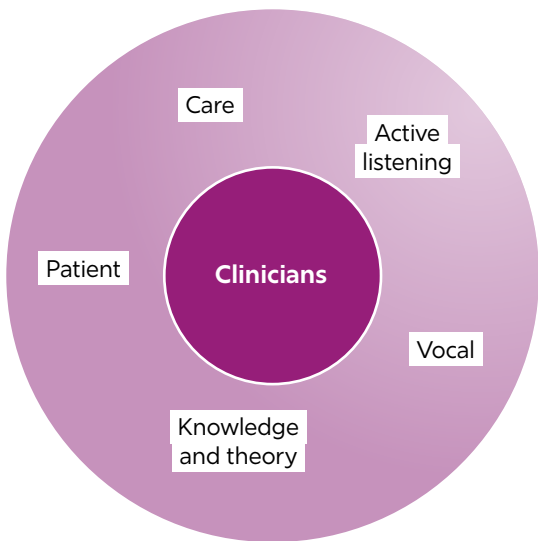 Care
Active
listening
Patient
Clinicians
Vocal
Knowledge
and theory